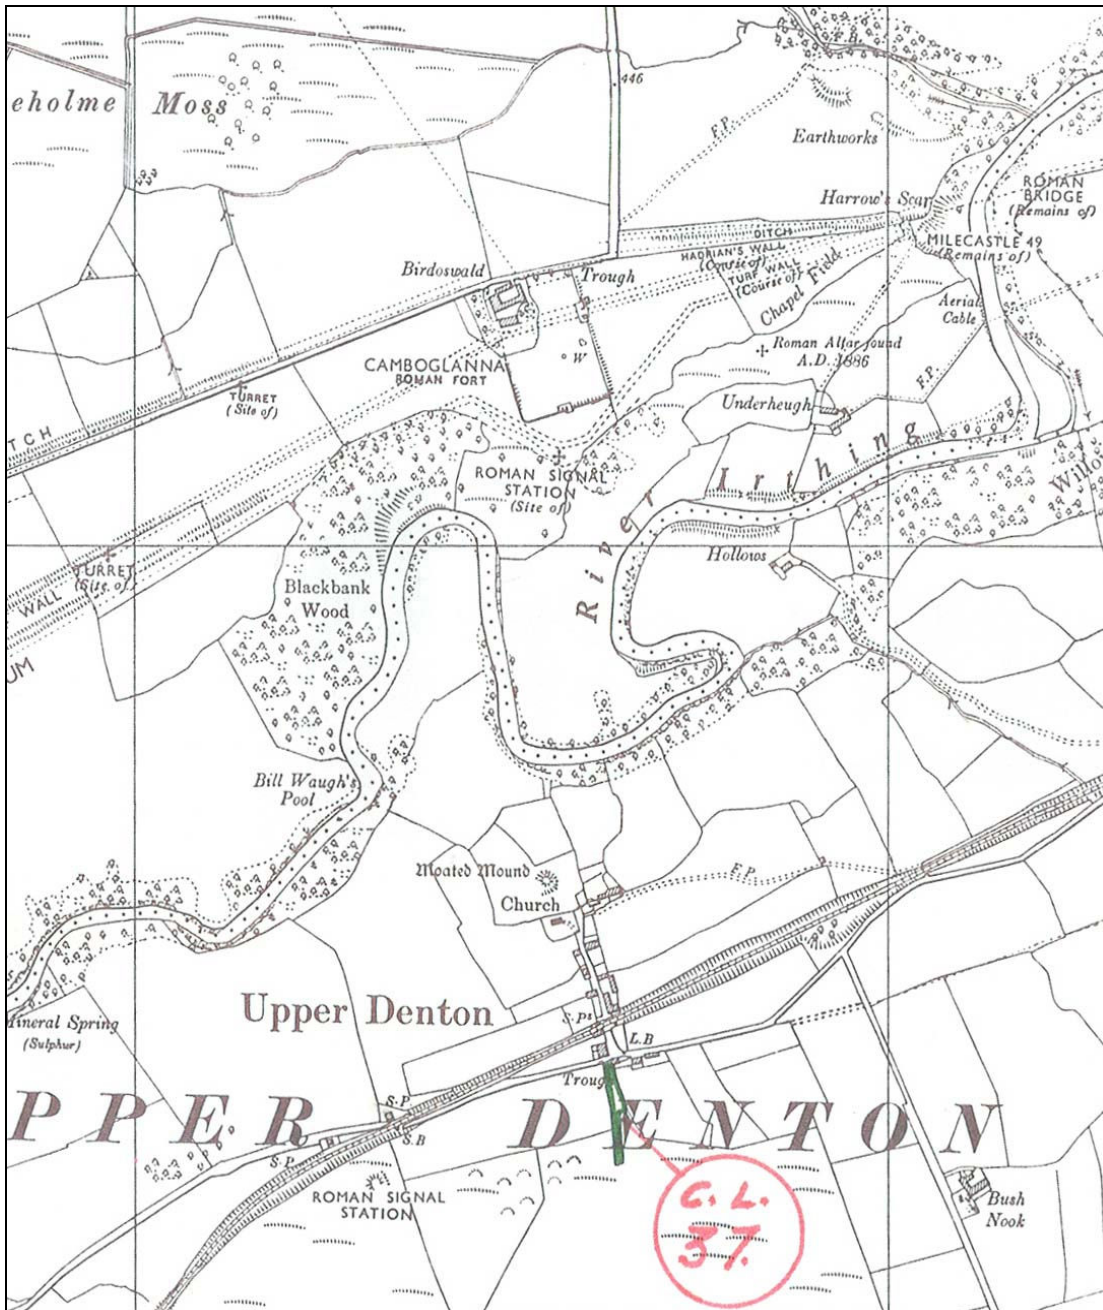 eholme Moss
446
F.P.
Earthworks
Harrow's Scar
ROMAN
BRIDGE
(Remains of)
DITCH
HADRIAN'S WALL
(Course of)
TURF WALL
(Course of)
MILECASTLE 49
(Remains of)
Birdoswald
Trough
Chapel Field
Aerial
Cable
Roman Altar found
A.D. 1886
CAMBOGLANNA
ROMAN FORT
W
F.P.
TURRET
(Site of)
Underheugh
TCH
ROMAN SIGNAL
STATION
(Site of)
River Irthing
Willo
Hollows
TURRET
(Site of)
WALL
UM
Blackbank
Wood
Bill Waugh's
Pool
Moated Mound
F.P.
Church
Upper Denton
Mineral Spring
(Sulphur)
S.Ps
L.B
Trough
S.P
S.B
S.P
PPER DENTON
ROMAN SIGNAL
STATION
C.L.
37.
Bush
Nook